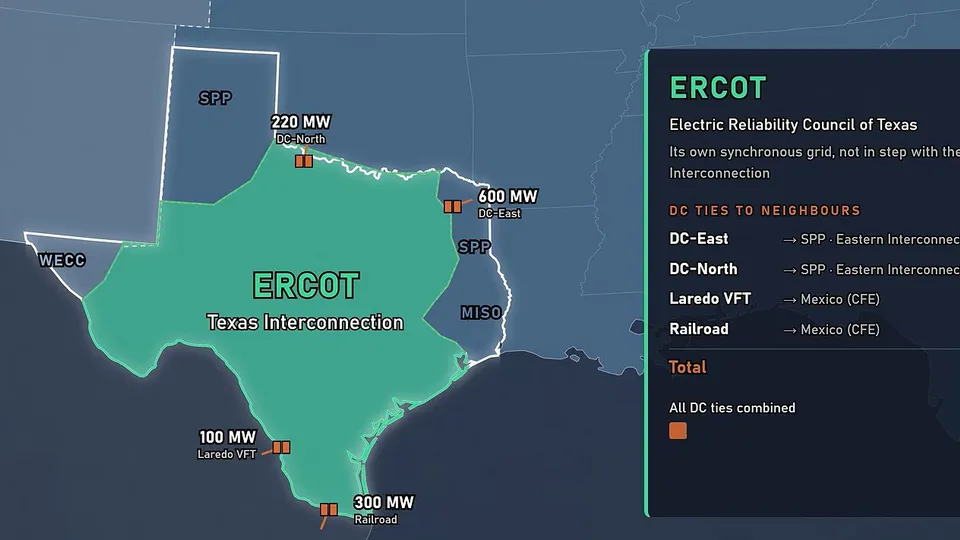 SPP
220 MW
DC-North
600 MW
DC-East
SPP
WECC
ERCOT
Texas Interconnection
MISO
100 MW
Laredo VFT
300 MW
Railroad
ERCOT
Electric Reliability Council of Texas
Its own synchronous grid, not in step with the
Interconnection
DC TIES TO NEIGHBOURS
DC-East → SPP · Eastern Interconnec
DC-North → SPP · Eastern Interconnec
Laredo VFT → Mexico (CFE)
Railroad → Mexico (CFE)
Total
All DC ties combined